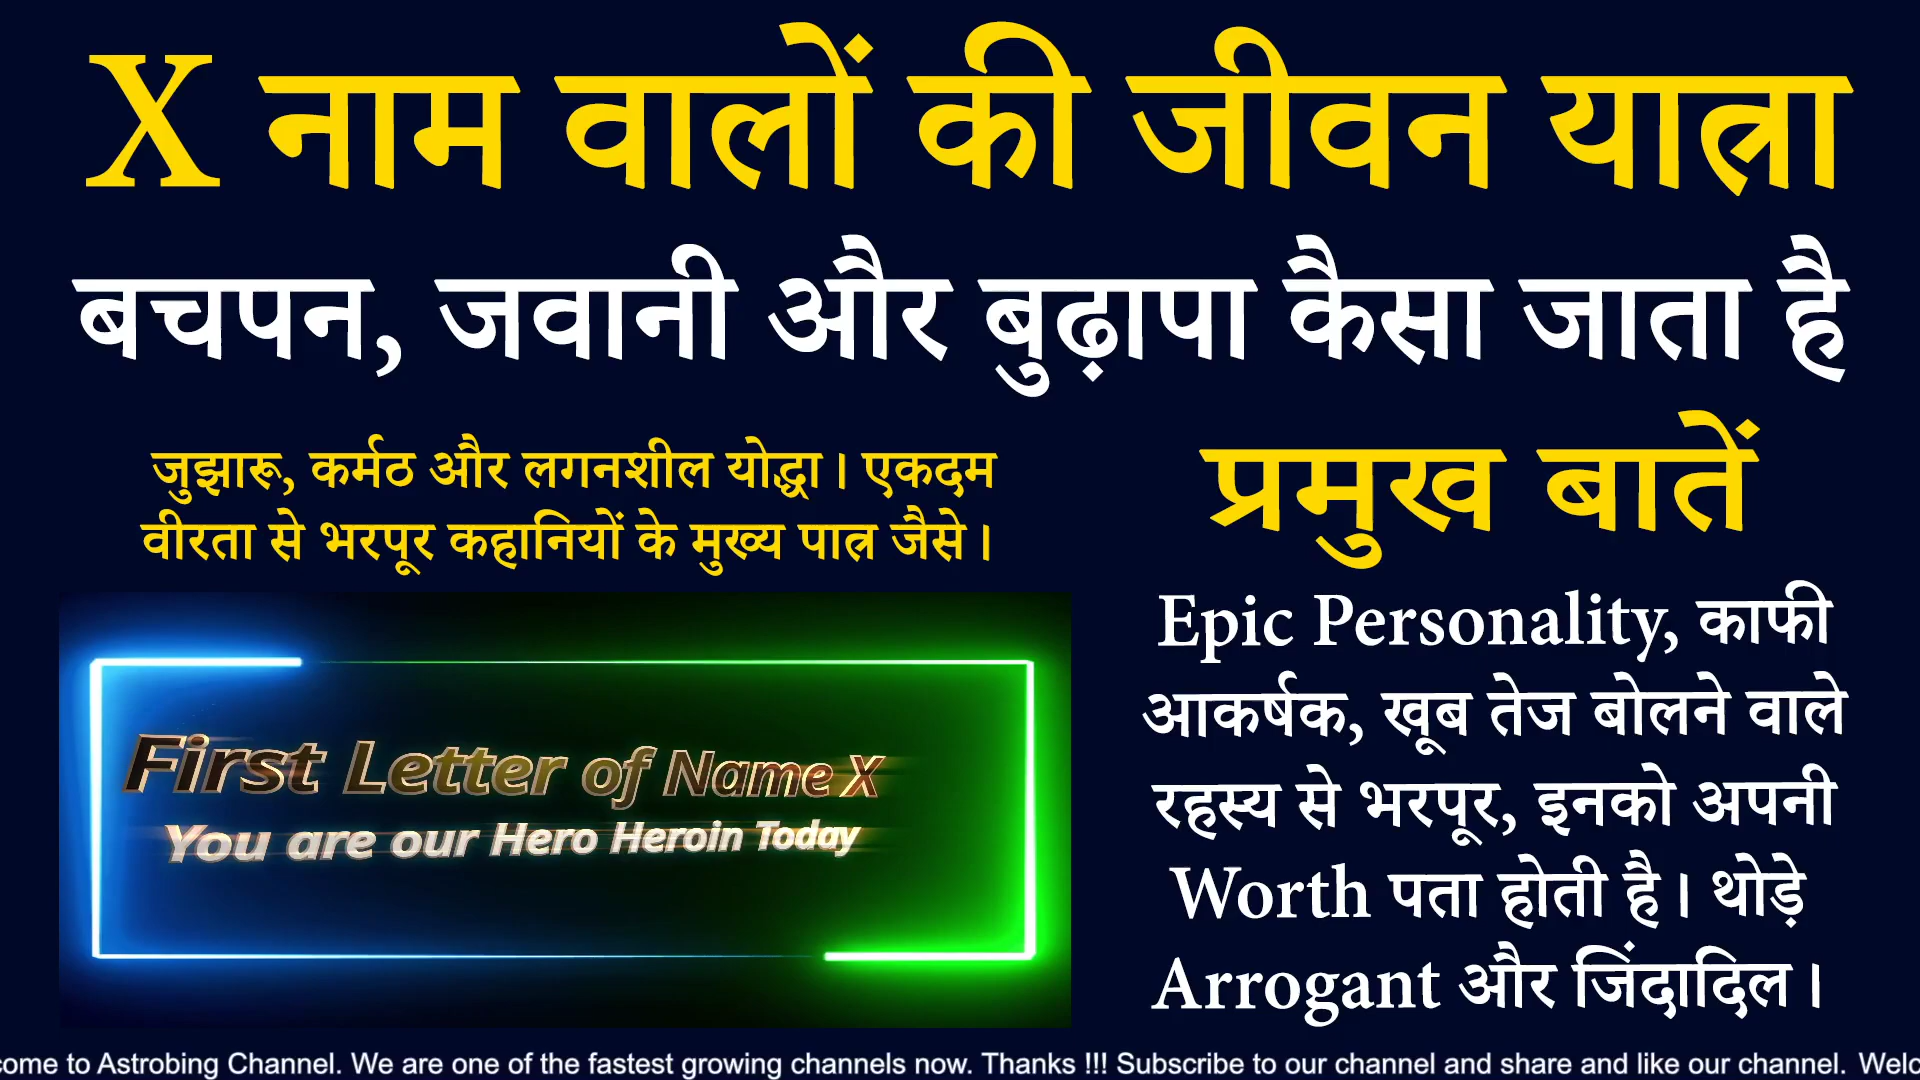 X नाम वालों की जीवन यात्रा
बचपन, जवानी और बुढ़ापा कैसा जाता है
जुझारू, कर्मठ और लगनशील योद्धा। एकदम
वीरता से भरपूर कहानियों के मुख्य पात्र जैसे।
First Letter of Name X
You are our Hero Heroin Today
प्रमुख बातें
Epic Personality, काफी
आकर्षक, खूब तेज बोलने वाले
रहस्य से भरपूर, इनको अपनी
Worth पता होती है। थोड़े
Arrogant और जिंदादिल।
come to Astrobing Channel. We are one of the fastest growing channels now. Thanks !!! Subscribe to our channel and share and like our channel. Welc